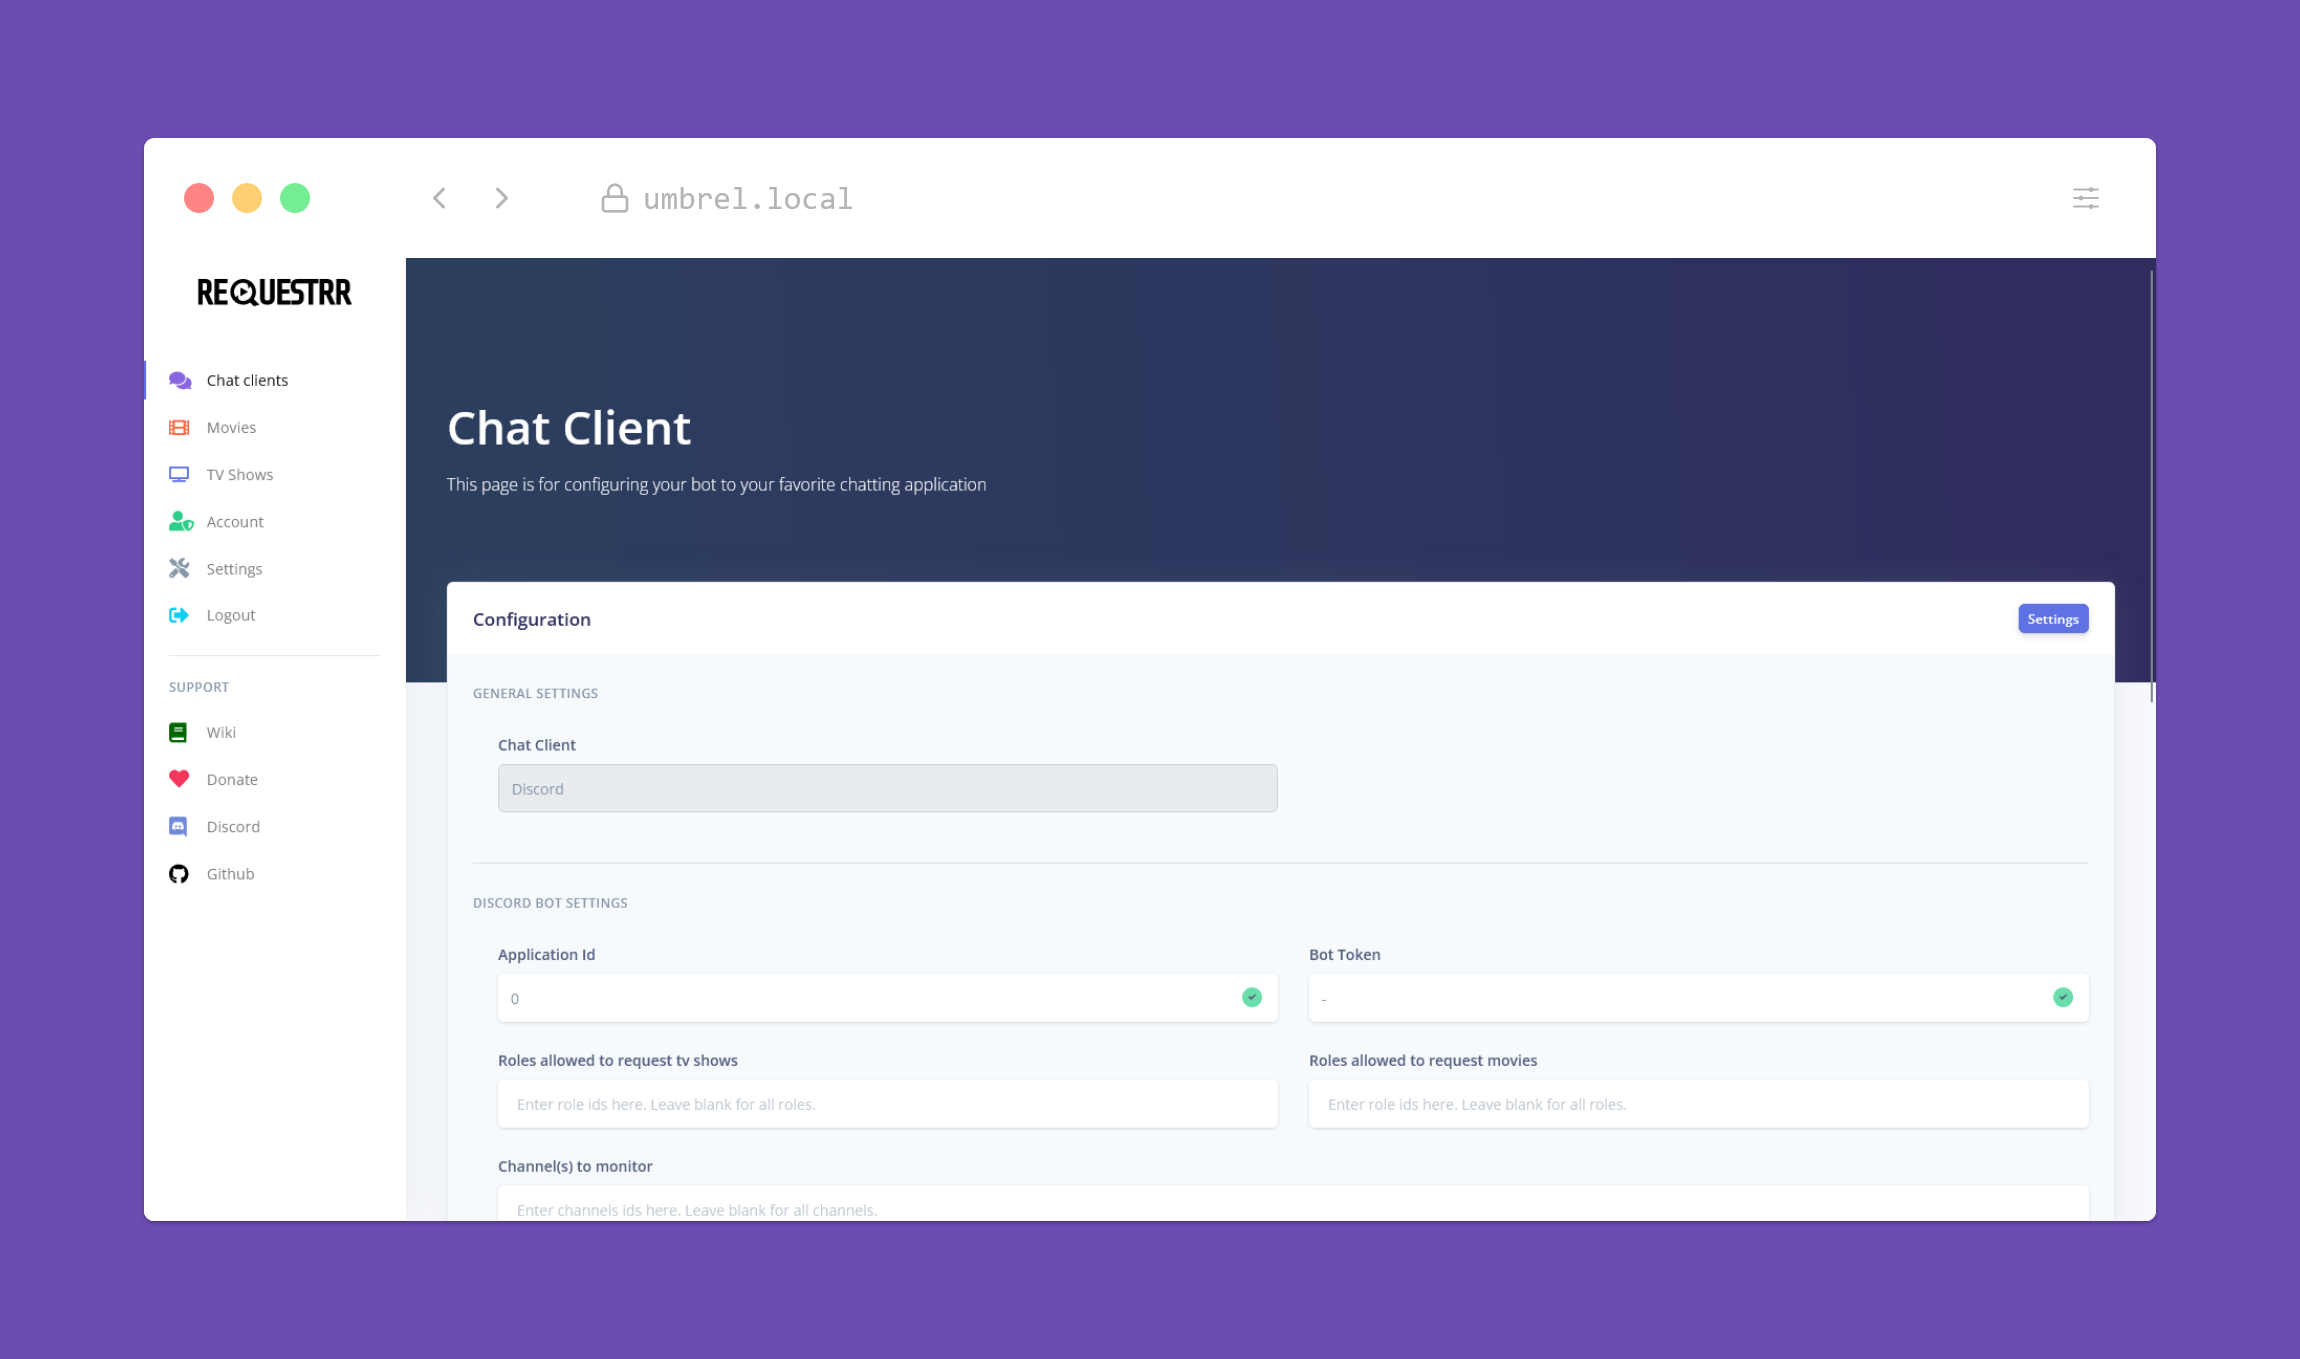 umbrel.local
REQUESTRR
Chat clients
Movies
TV Shows
Account
Settings
Logout
SUPPORT
Wiki
Donate
Discord
Github
Chat Client
This page is for configuring your bot to your favorite chatting application
Configuration
Settings
GENERAL SETTINGS
Chat Client
Discord
DISCORD BOT SETTINGS
Application Id
Bot Token
0
-
Roles allowed to request tv shows
Roles allowed to request movies
Enter role ids here. Leave blank for all roles.
Enter role ids here. Leave blank for all roles.
Channel(s) to monitor
Enter channels ids here. Leave blank for all channels.